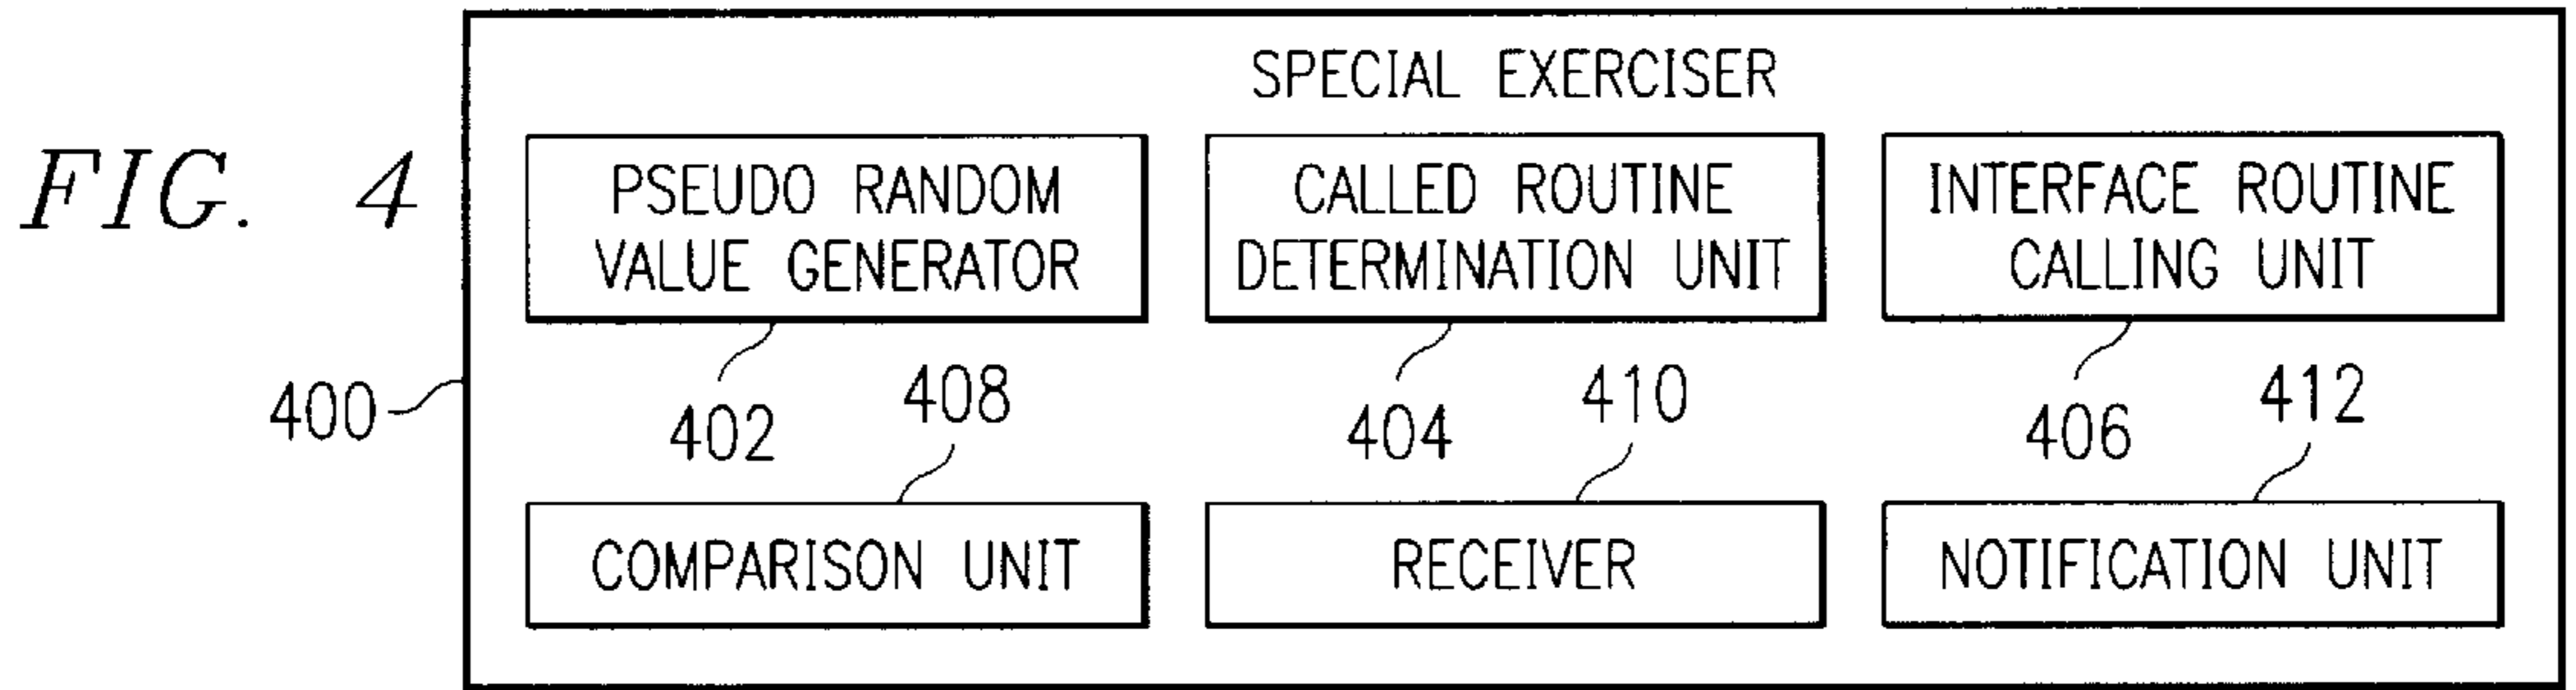 FIG. 4
SPECIAL EXERCISER
PSEUDO RANDOM
VALUE GENERATOR
CALLED ROUTINE
DETERMINATION UNIT
INTERFACE ROUTINE
CALLING UNIT
400
402
408
404
410
406
412
COMPARISON UNIT
RECEIVER
NOTIFICATION UNIT